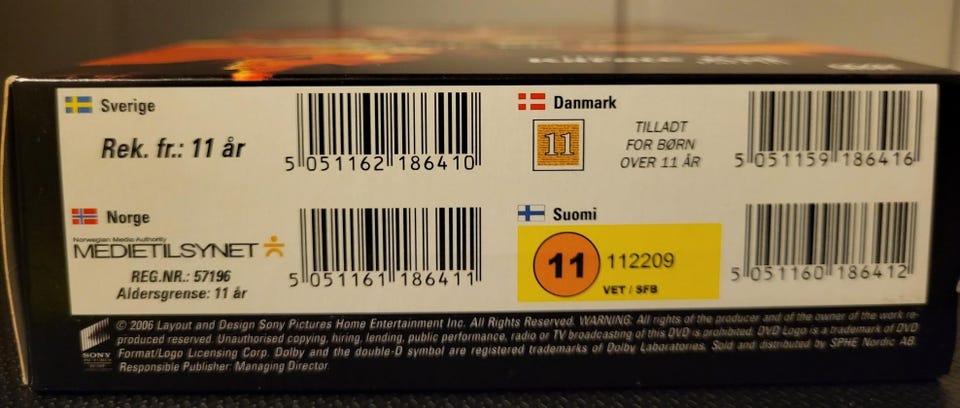 Sverige
Rek. fr.: 11 år
5 051162 186410
Danmark
11
TILLADT
FOR BØRN
OVER 11 ÅR
5 051159 186416
Norge
Norwegian Media Authority
MEDIETILSYNET
REG.NR.: 57196
Aldersgrense: 11 år
5 051161 186411
Suomi
11
112209
VET / SFB
5 051160 186412
SONY
PICTURES
© 2006 Layout and Design Sony Pictures Home Entertainment Inc. All Rights Reserved. WARNING: All rights of the producer and of the owner of the work re-
produced reserved. Unauthorised copying, hiring, lending, public performance, radio or TV broadcasting of this DVD is prohibited. DVD Logo is a trademark of DVD
Format/Logo Licensing Corp. Dolby and the double-D symbol are registered trademarks of Dolby Laboratories. Sold and distributed by SPHE Nordic AB.
Responsible Publisher: Managing Director.